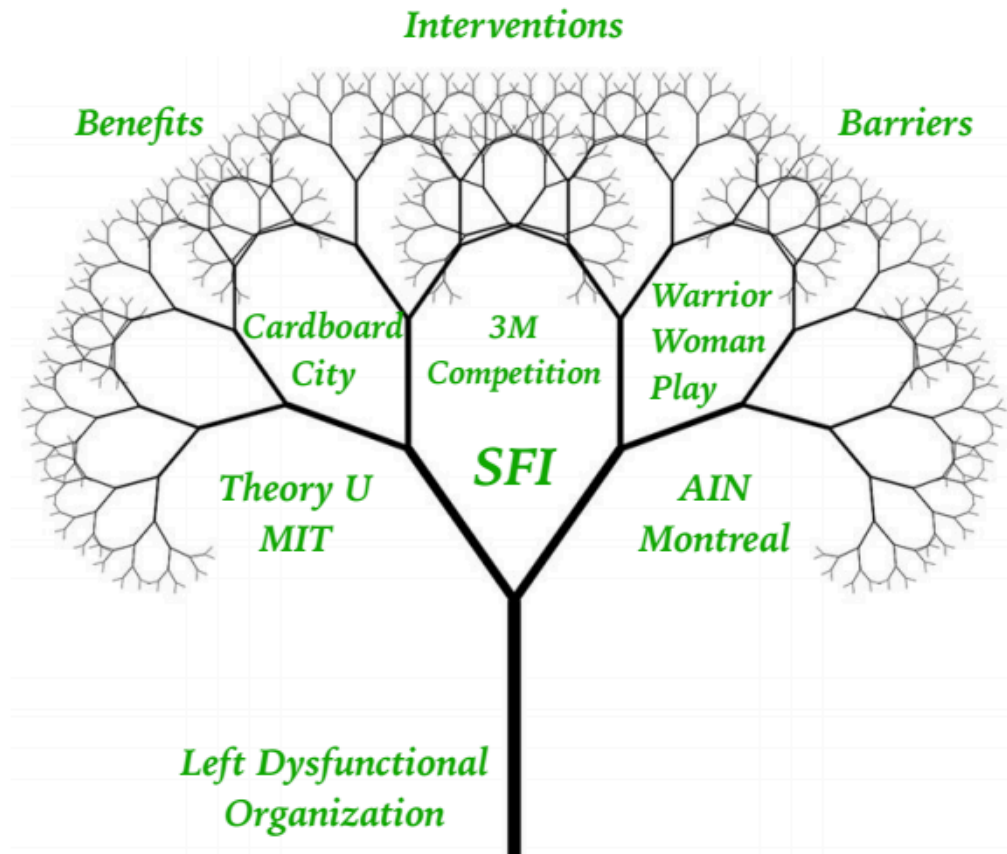 Interventions
Benefits
Barriers
Cardboard
City
3M
Competition
Warrior
Woman
Play
SFI
Theory U
MIT
AIN
Montreal
Left Dysfunctional
Organization